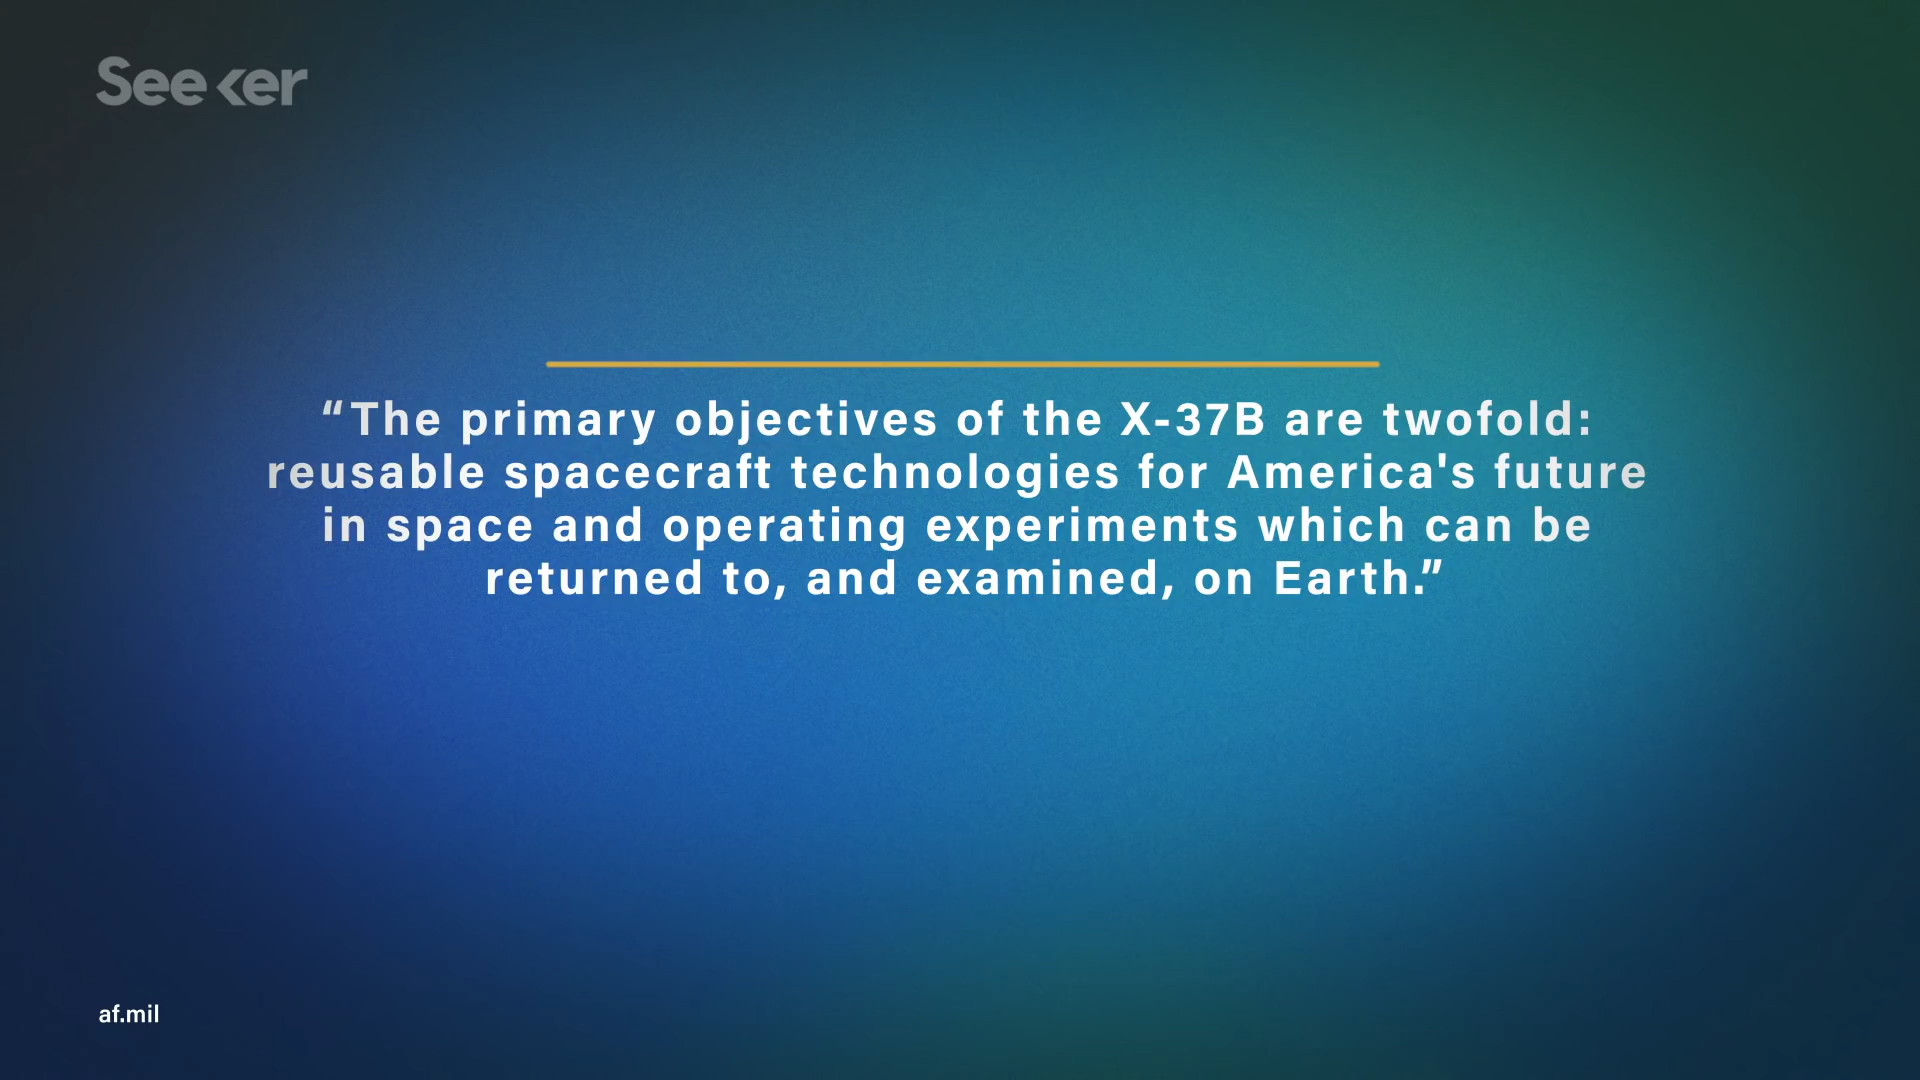 Seeker
“The primary objectives of the X-37B are twofold:
reusable spacecraft technologies for America's future
in space and operating experiments which can be
returned to, and examined, on Earth.”
af.mil